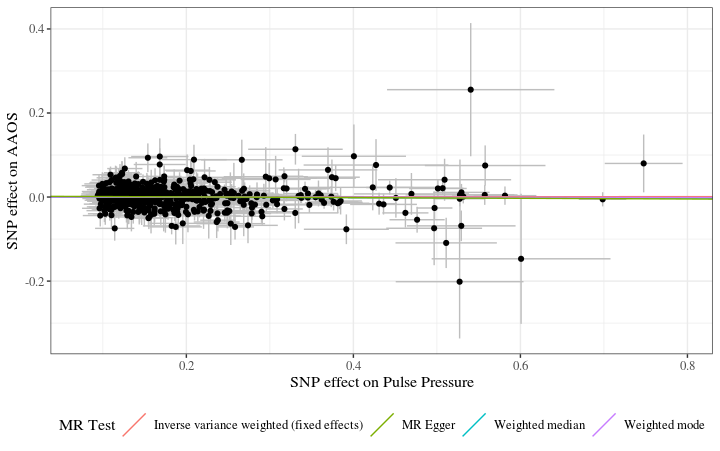 0.4
0.2
0.0
-0.2
SNP effect on AAOS
0.2
0.4
0.6
0.8
SNP effect on Pulse Pressure
MR Test
Inverse variance weighted (fixed effects)
MR Egger
Weighted median
Weighted mode